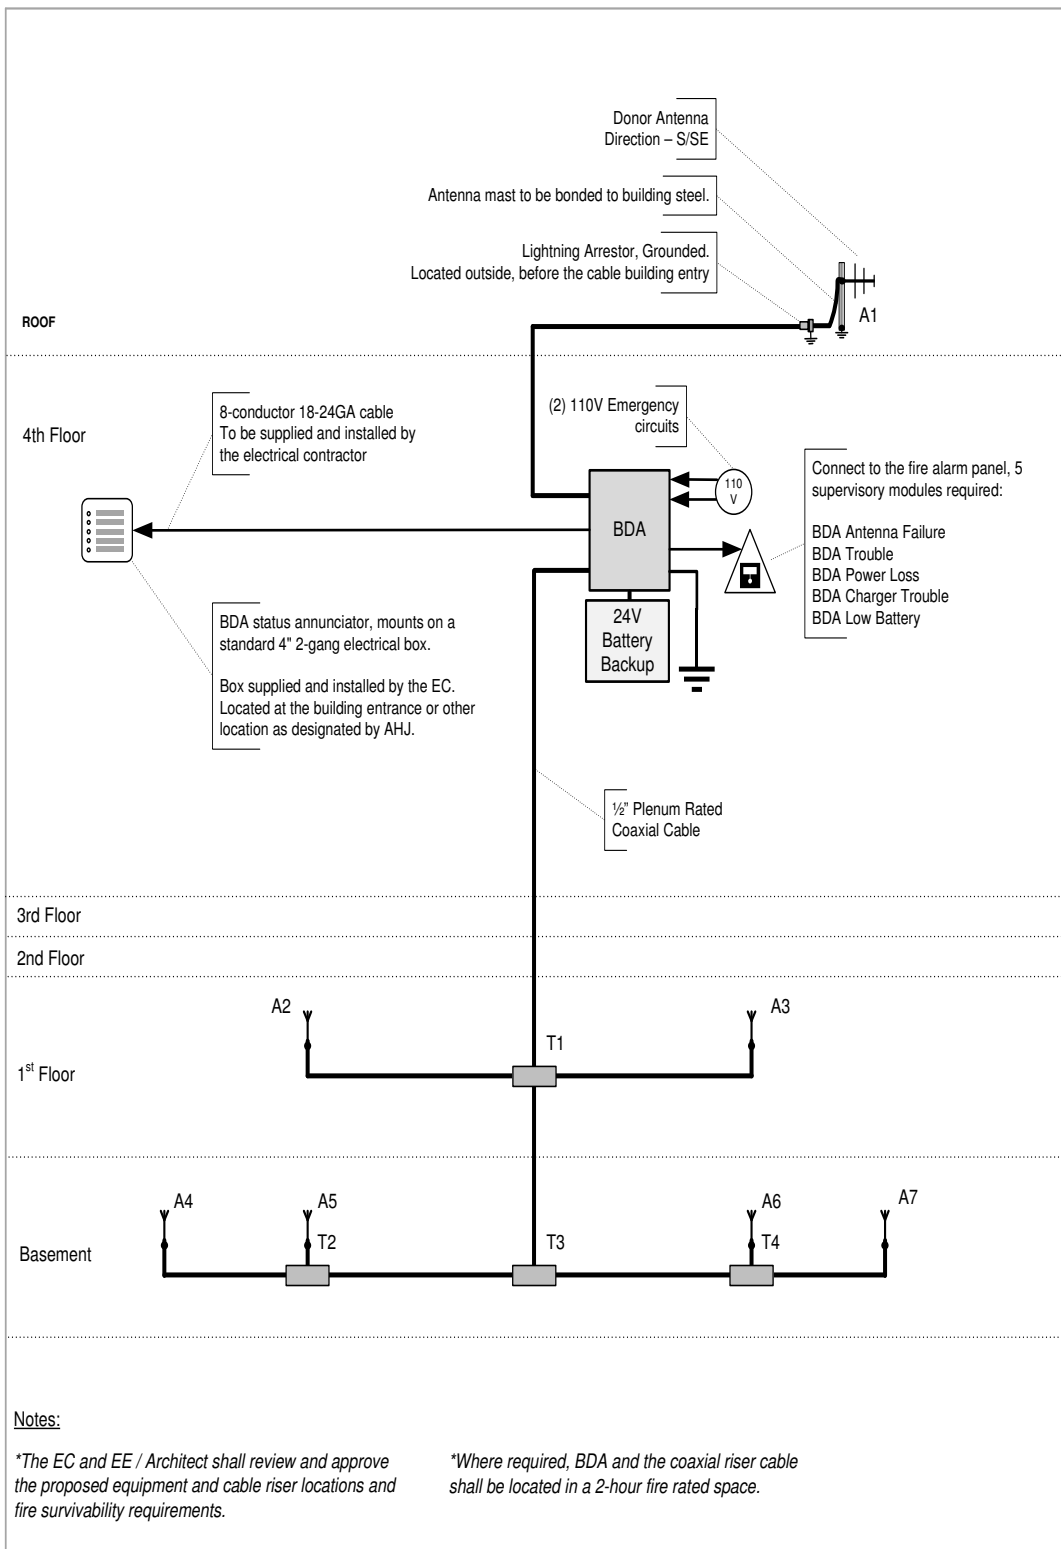 Donor Antenna
Direction – S/SE
Antenna mast to be bonded to building steel.
Lightning Arrestor, Grounded.
Located outside, before the cable building entry
A1
ROOF
4th Floor
8-conductor 18-24GA cable
To be supplied and installed by
the electrical contractor
(2) 110V Emergency
circuits
110
V
Connect to the fire alarm panel, 5
supervisory modules required:
BDA Antenna Failure
BDA Trouble
BDA Power Loss
BDA Charger Trouble
BDA Low Battery
BDA
24V
Battery
Backup
BDA status annunciator, mounts on a
standard 4" 2-gang electrical box.
Box supplied and installed by the EC.
Located at the building entrance or other
location as designated by AHJ.
½” Plenum Rated
Coaxial Cable
3rd Floor
2nd Floor
A2
A3
T1
1st Floor
A4
A5
A6
A7
T2
T3
T4
Basement
Notes:
*The EC and EE / Architect shall review and approve
the proposed equipment and cable riser locations and
fire survivability requirements.
*Where required, BDA and the coaxial riser cable
shall be located in a 2-hour fire rated space.